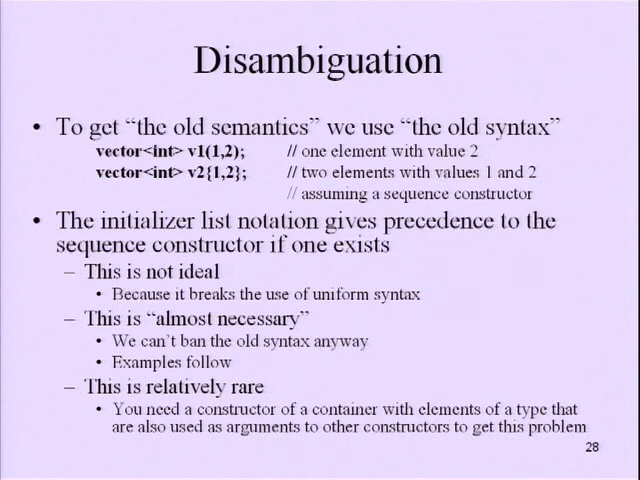 Disambiguation
• To get “the old semantics” we use “the old syntax”
vector<int> v1(1,2); // one element with value 2
vector<int> v2{1,2}; // two elements with values 1 and 2
// assuming a sequence constructor
• The initializer list notation gives precedence to the
sequence constructor if one exists
– This is not ideal
• Because it breaks the use of uniform syntax
– This is “almost necessary”
• We can’t ban the old syntax anyway
• Examples follow
– This is relatively rare
• You need a constructor of a container with elements of a type that
are also used as arguments to other constructors to get this problem
28